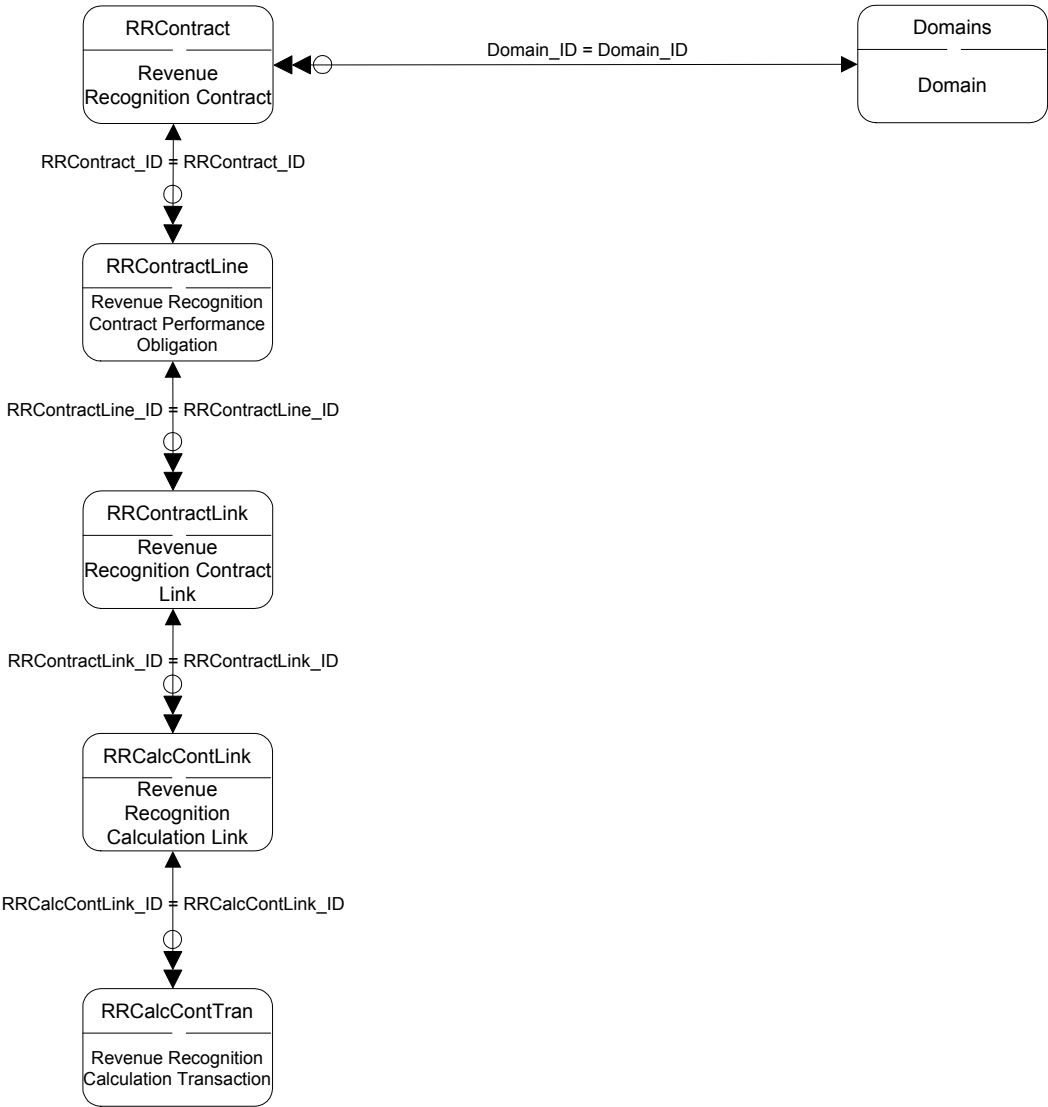 RRContract
Revenue
Recognition Contract
Domain_ID = Domain_ID
Domains
Domain
RRContract_ID = RRContract_ID
RRContractLine
Revenue Recognition
Contract Performance
Obligation
RRContractLine_ID = RRContractLine_ID
RRContractLink
Revenue
Recognition Contract
Link
RRContractLink_ID = RRContractLink_ID
RRCalcContLink
Revenue
Recognition
Calculation Link
RRCalcContLink_ID = RRCalcContLink_ID
RRCalcContTran
Revenue Recognition
Calculation Transaction